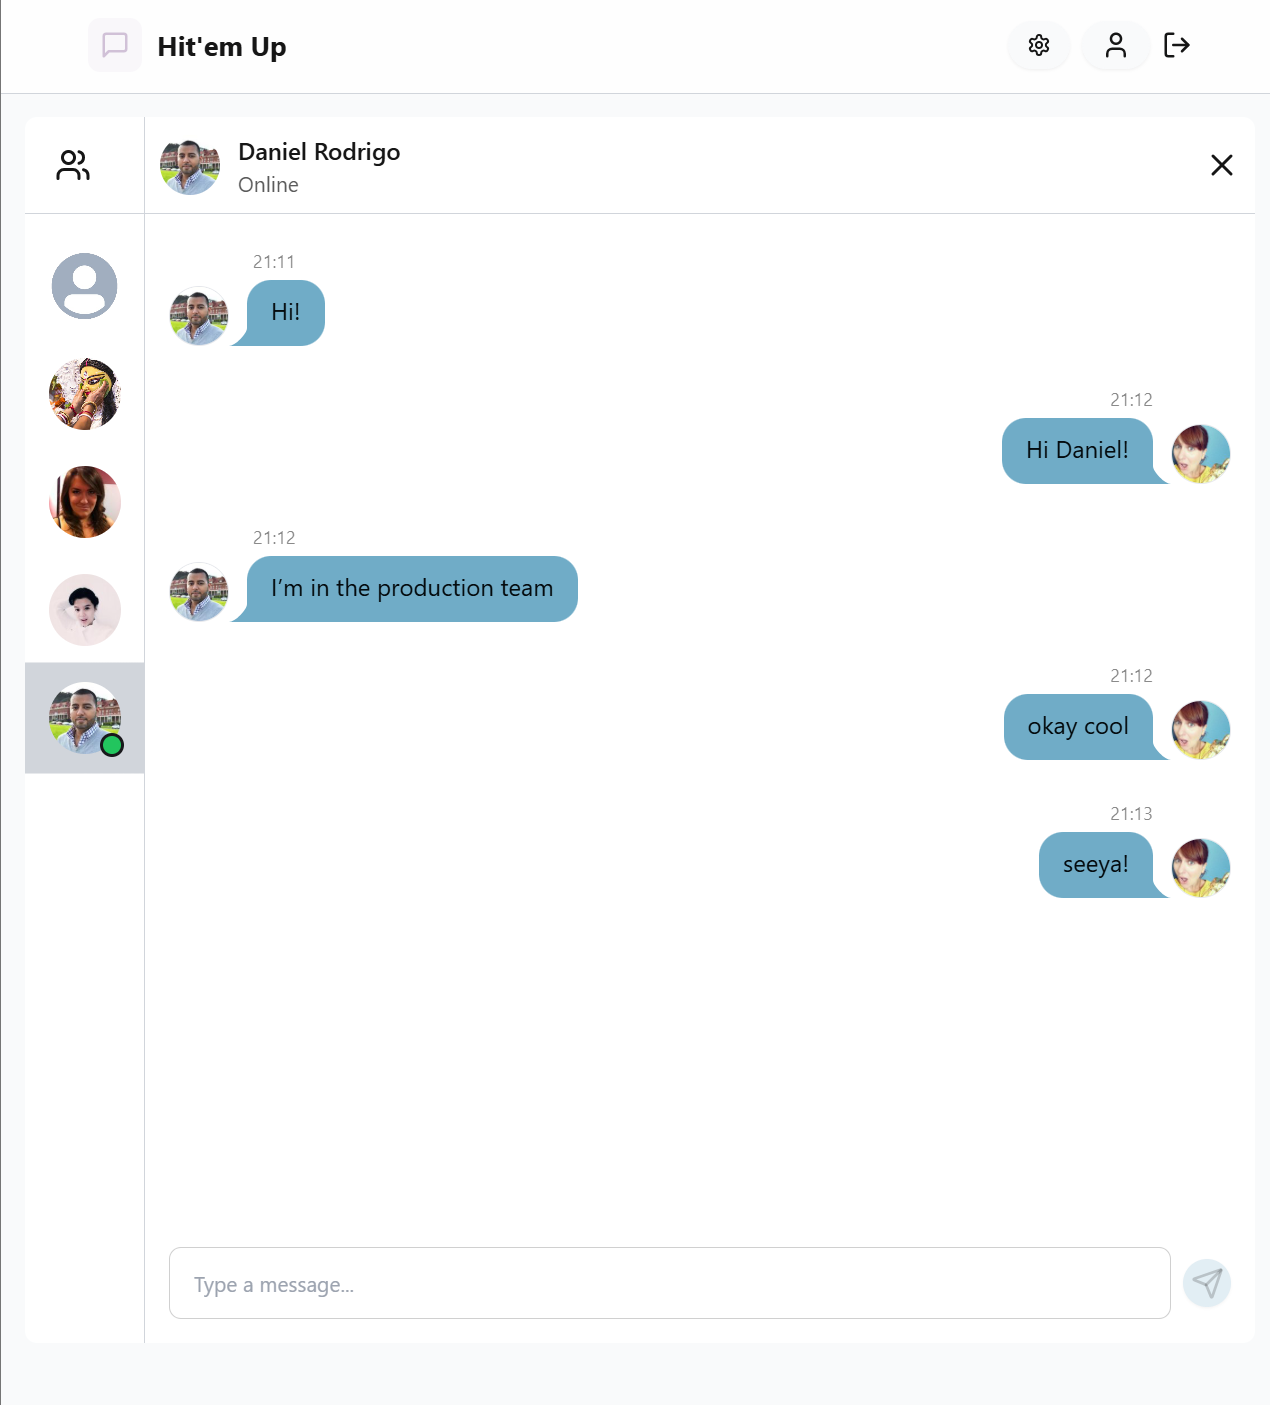 Hit'em Up
Daniel Rodrigo
Online
21:11
Hi!
21:12
Hi Daniel!
21:12
I’m in the production team
21:12
okay cool
21:13
seeya!
Type a message...